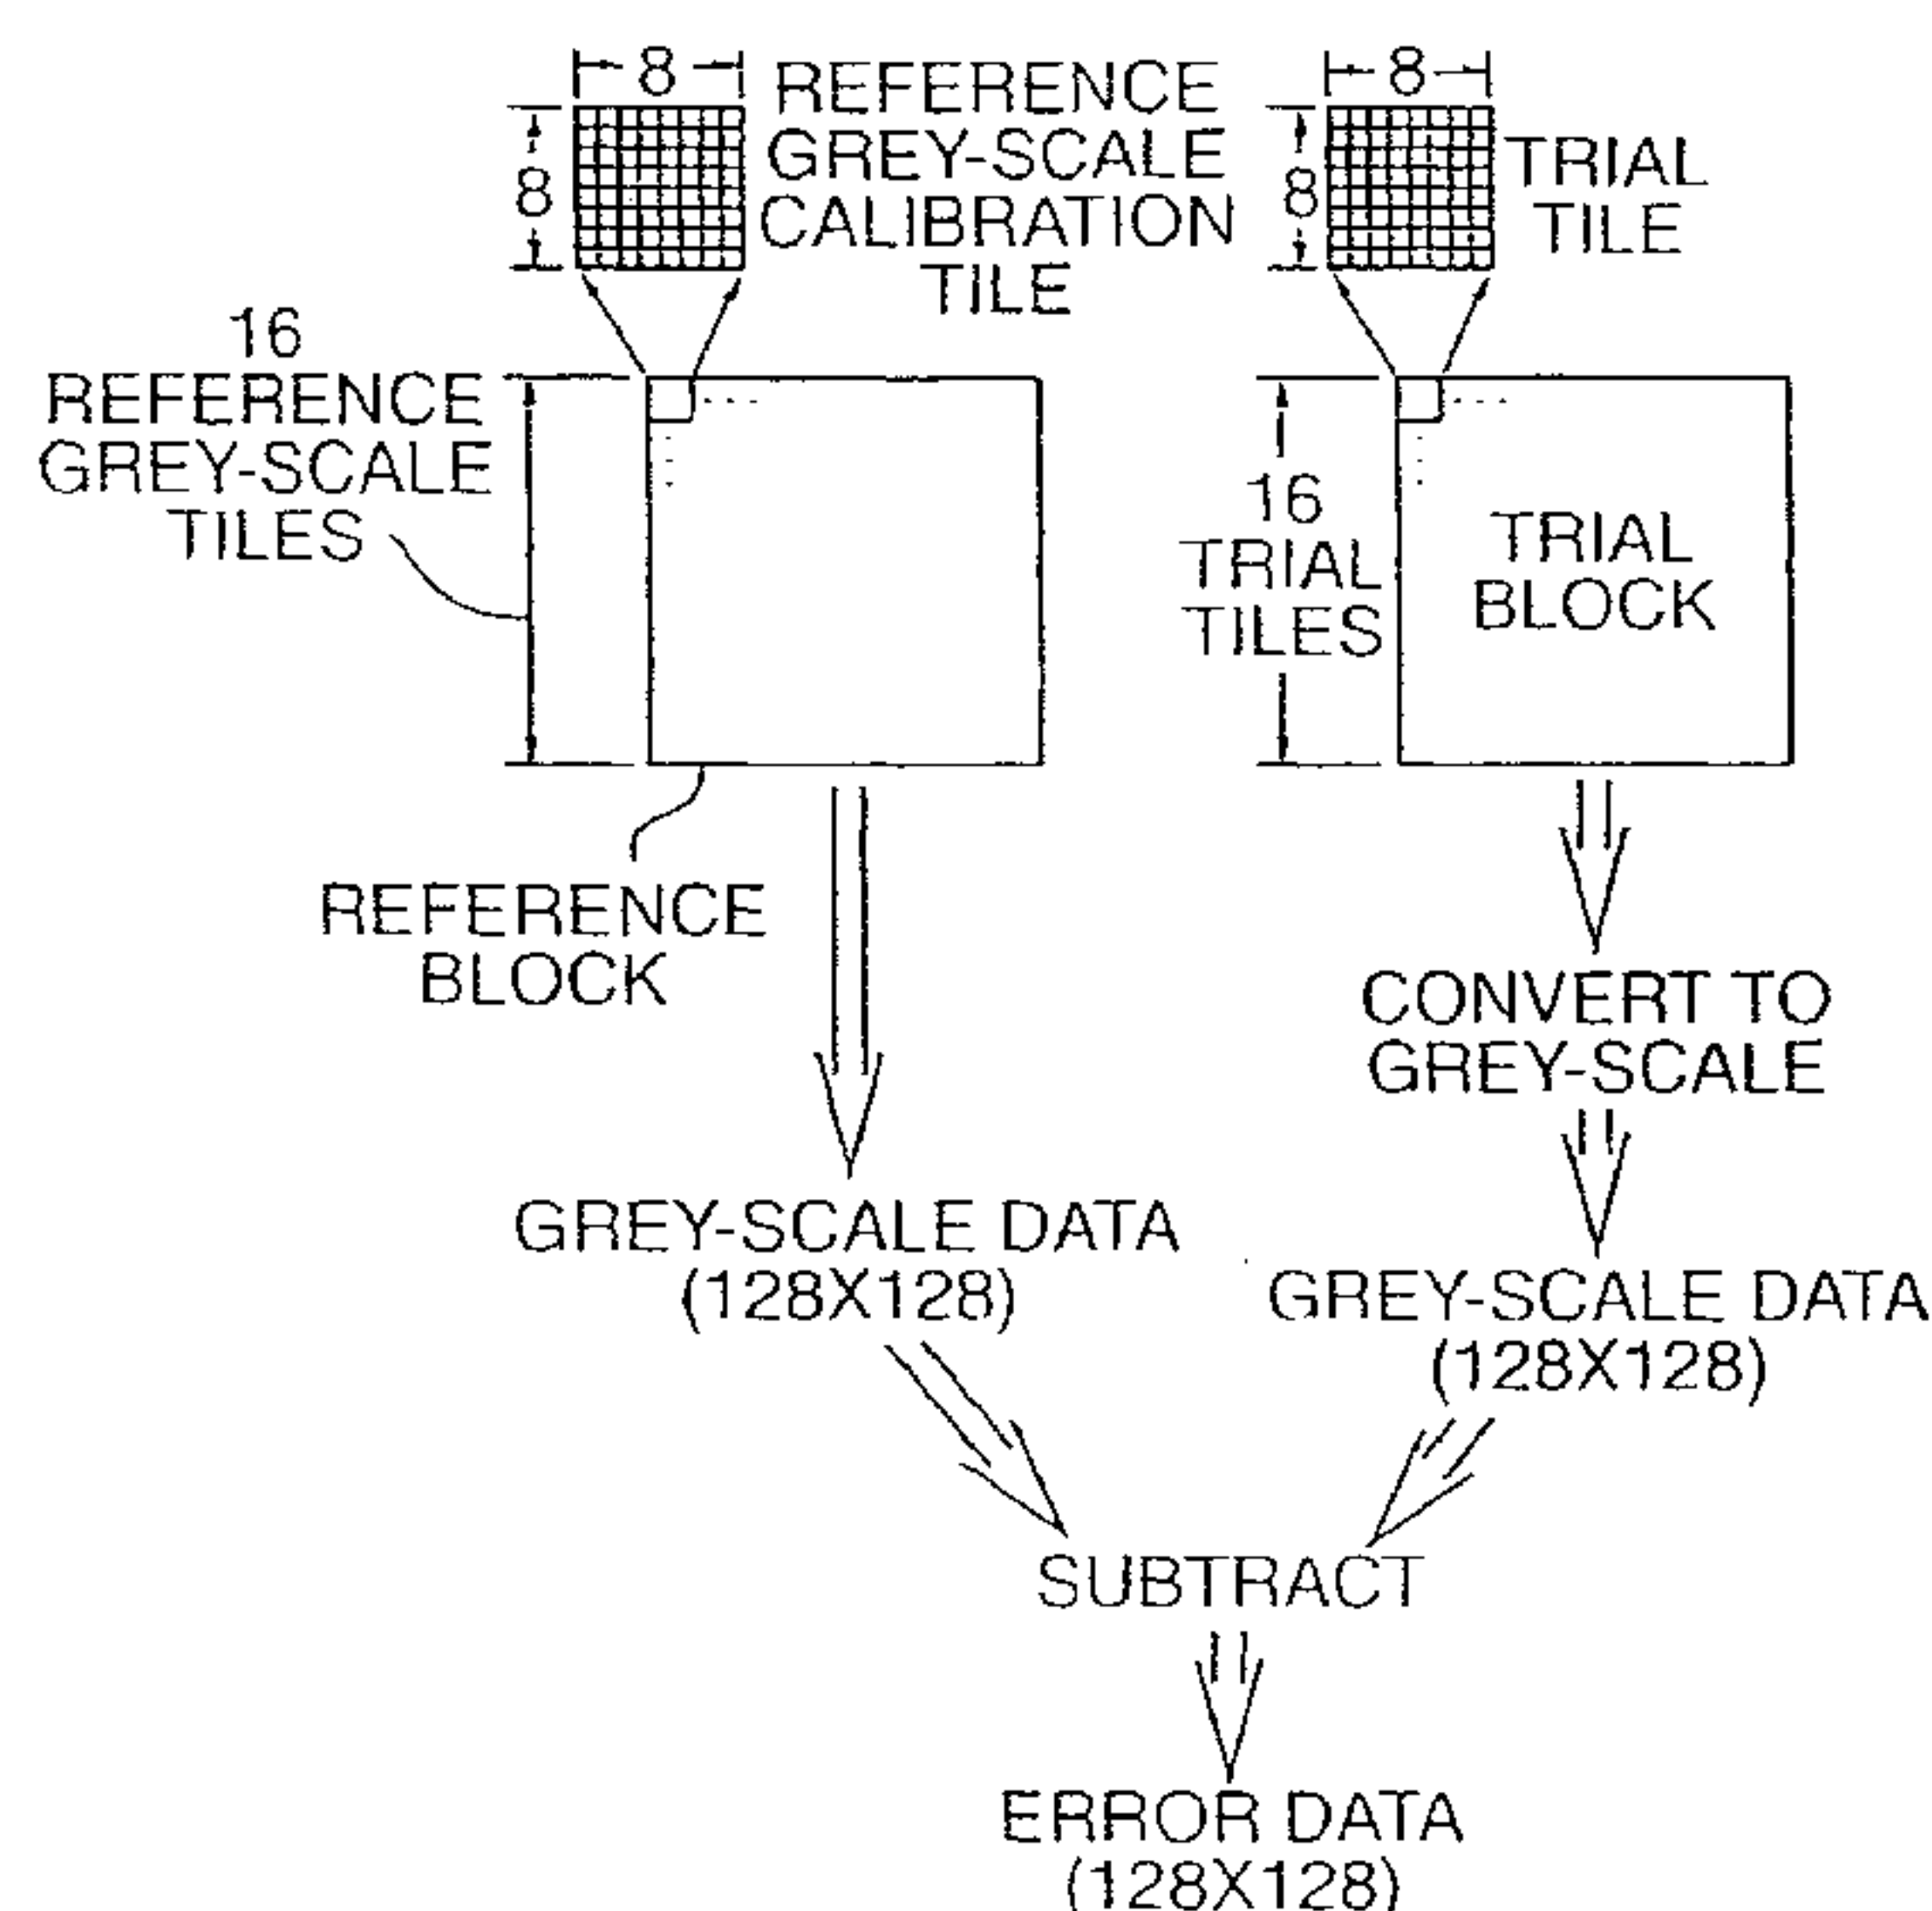 8
8
REFERENCE
GREY-SCALE
CALIBRATION
TILE
8
8
TRIAL
TILE
16
REFERENCE
GREY-SCALE
TILES
16
TRIAL
TILES
TRIAL
BLOCK
REFERENCE
BLOCK
CONVERT TO
GREY-SCALE
GREY-SCALE DATA
(128X128)
GREY-SCALE DATA
(128X128)
SUBTRACT
ERROR DATA
(128X128)